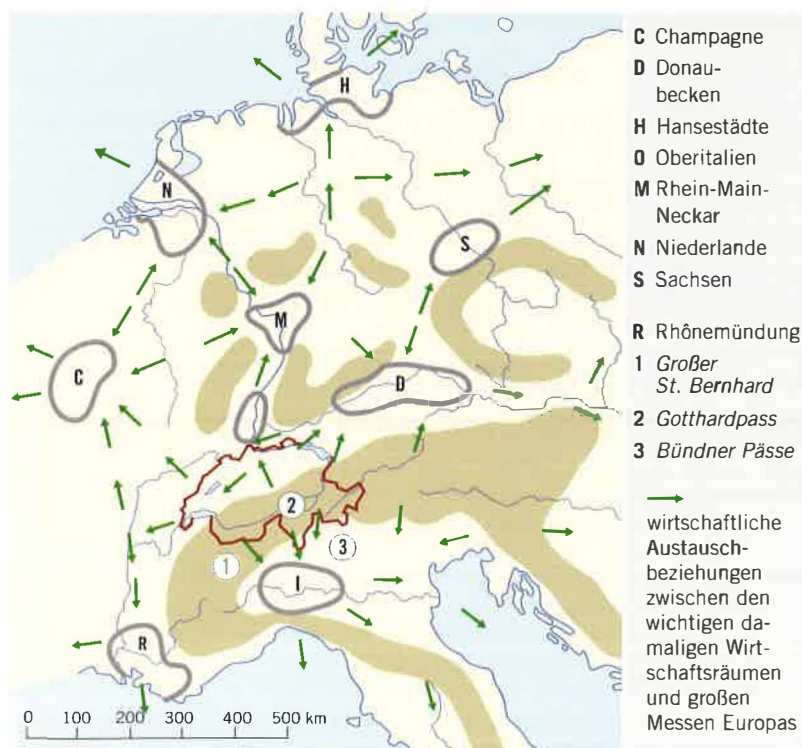 H
N
S
M
C
D
2
1
3
I
R
0 100 200 300 400 500 km
C Champagne
D Donau-
becken
H Hansestädte
O Oberitalien
M Rhein-Main-
Neckar
N Niederlande
S Sachsen
R Rhônemündung
1 Großer
St. Bernhard
2 Gotthardpass
3 Bündner Pässe
wirtschaftliche
Austausch-
beziehungen
zwischen den
wichtigen da-
maligen Wirt-
schaftsräumen
und großen
Messen Europas